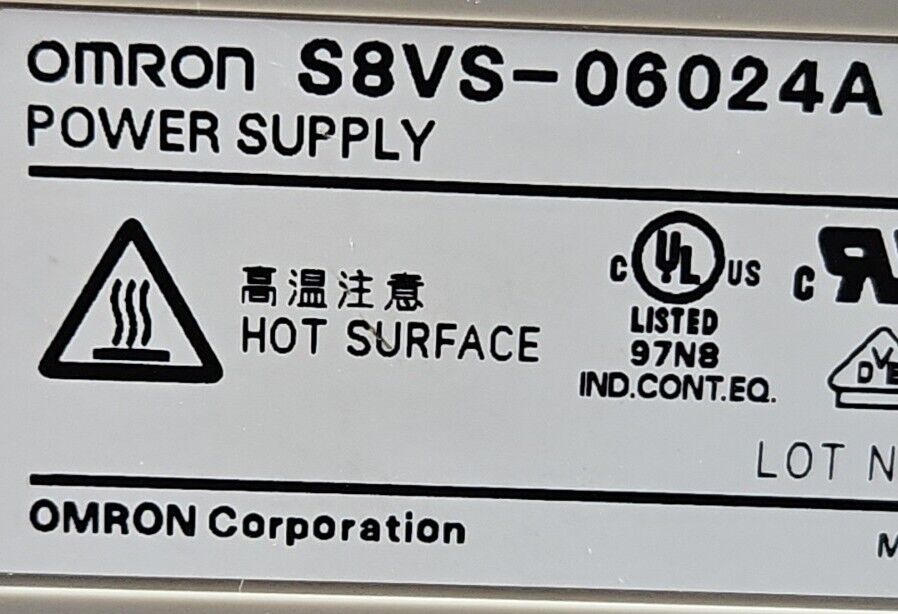 OMRON S8VS-06024A
POWER SUPPLY
高温注意
HOT SURFACE
C UL US
LISTED
97N8
IND.CONT.EQ.
C
DVE
LOT N
OMRON Corporation
M